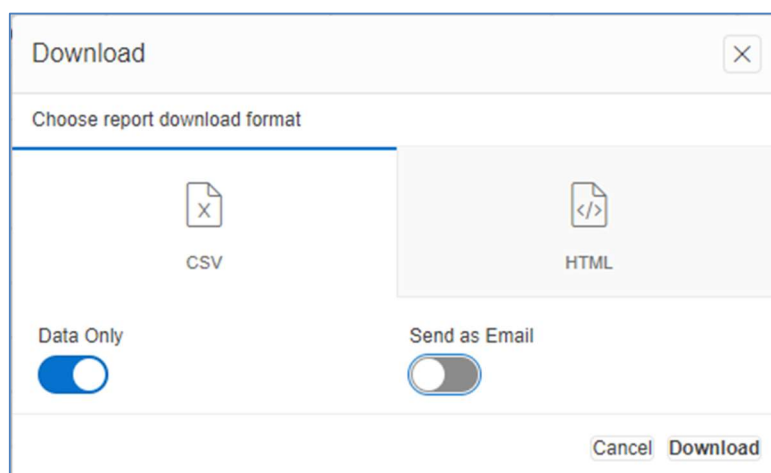 Download
Choose report download format
X
CSV
</>
HTML
Data Only
Send as Email
Cancel Download